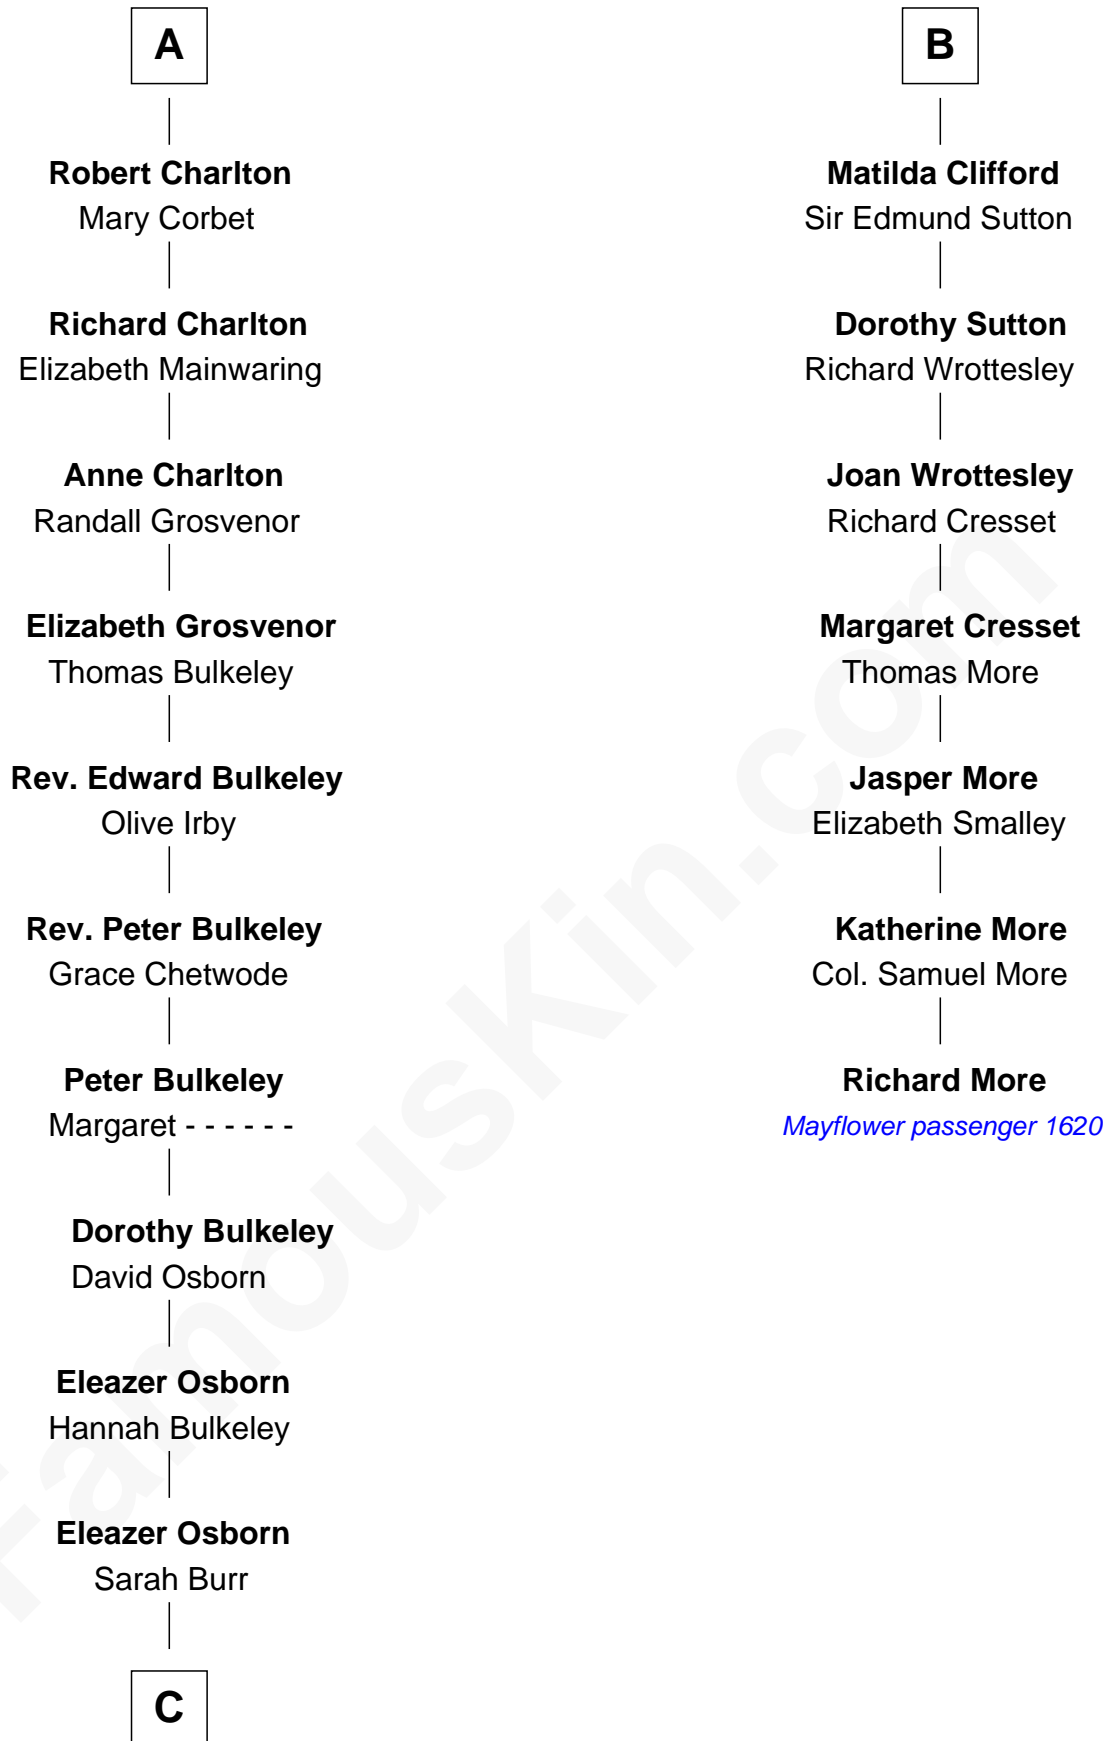 A
Robert Charlton
Mary Corbet
Richard Charlton
Elizabeth Mainwaring
Anne Charlton
Randall Grosvenor
Elizabeth Grosvenor
Thomas Bulkeley
Rev. Edward Bulkeley
Olive Irby
Rev. Peter Bulkeley
Grace Chetwode
Peter Bulkeley
Margaret - - - - - -
Dorothy Bulkeley
David Osborn
Eleazer Osborn
Hannah Bulkeley
Eleazer Osborn
Sarah Burr
C
B
Matilda Clifford
Sir Edmund Sutton
Dorothy Sutton
Richard Wrottesley
Joan Wrottesley
Richard Cresset
Margaret Cresset
Thomas More
Jasper More
Elizabeth Smalley
Katherine More
Col. Samuel More
Richard More
Mayflower passenger 1620
FamousKin.com